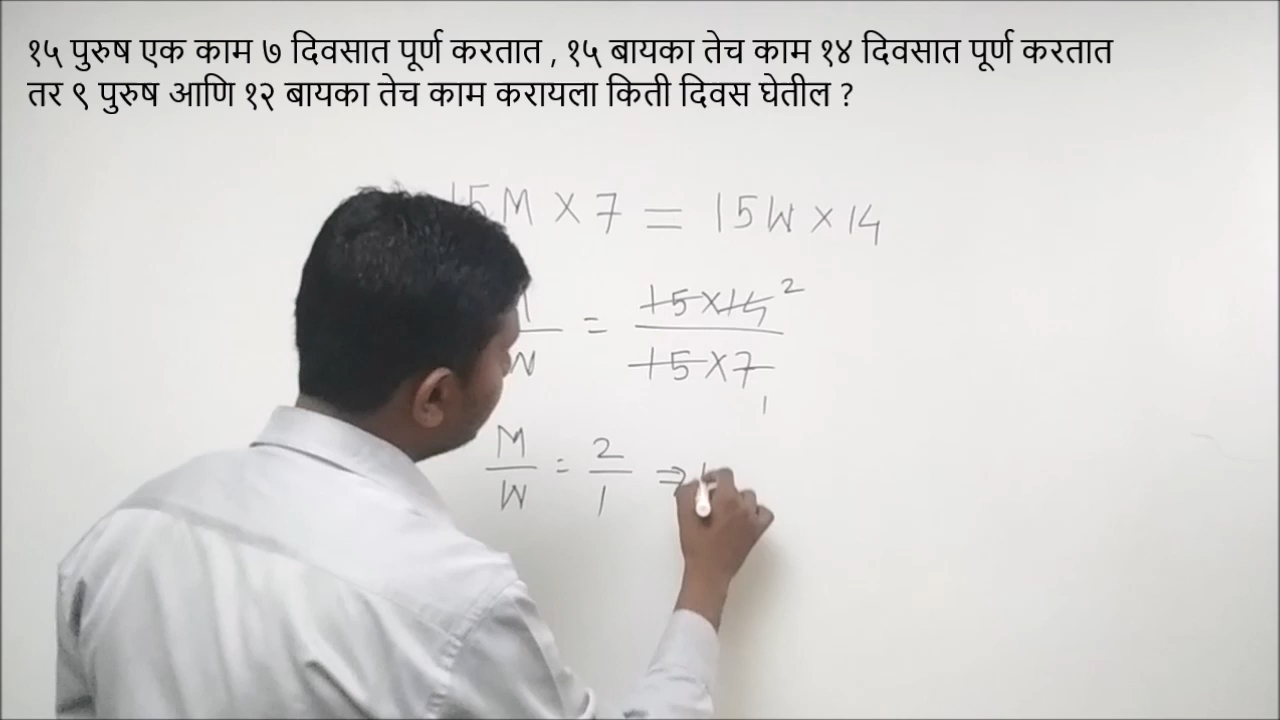 १५ पुरुष एक काम ७ दिवसात पूर्ण करतात , १५ बायका तेच काम १४ दिवसात पूर्ण करतात
तर ९ पुरुष आणि १२ बायका तेच काम करायला किती दिवस घेतील ?
15M × 7 = 15W × 14
M/W = 15×14 2 / 15×7 1
M/W = 2/1 ⇒